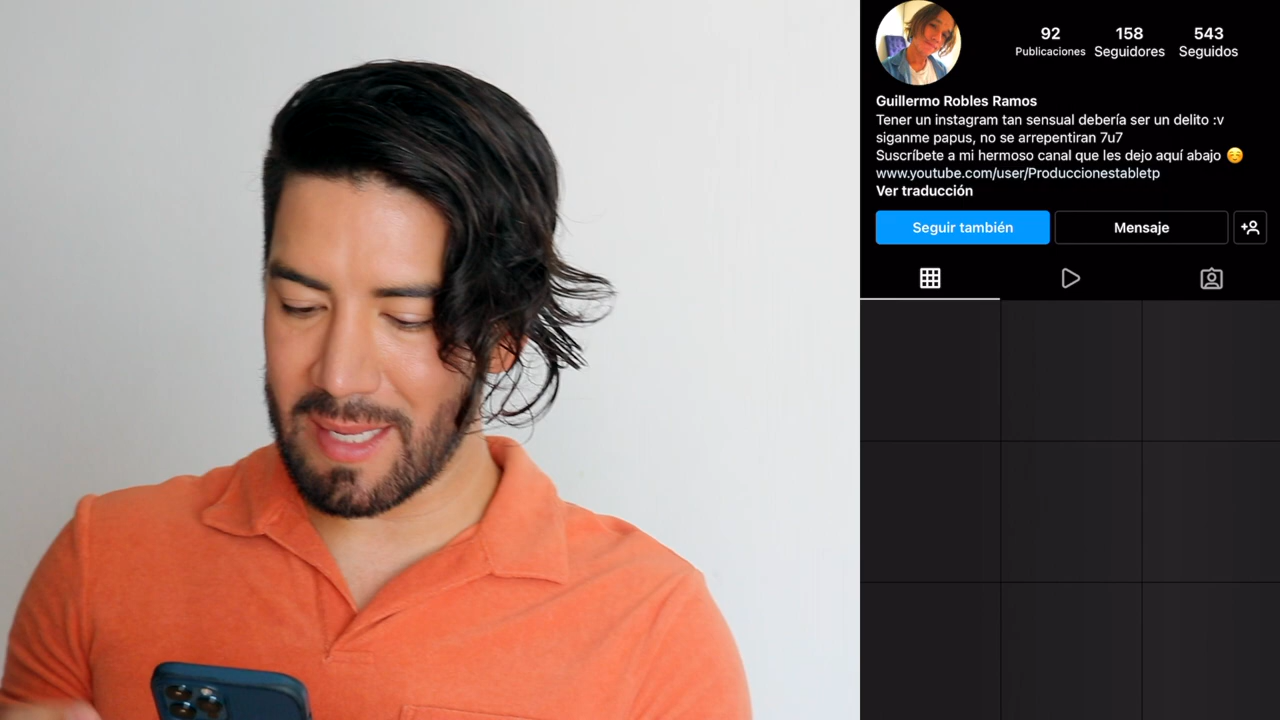 92 158 543
Publicaciones Seguidores Seguidos
Guillermo Robles Ramos
Tener un instagram tan sensual debería ser un delito :v
siganme papus, no se arrepentiran 7u7
Suscríbete a mi hermoso canal que les dejo aquí abajo ☺️
www.youtube.com/user/Produccionestabletp
Ver traducción
Seguir también Mensaje